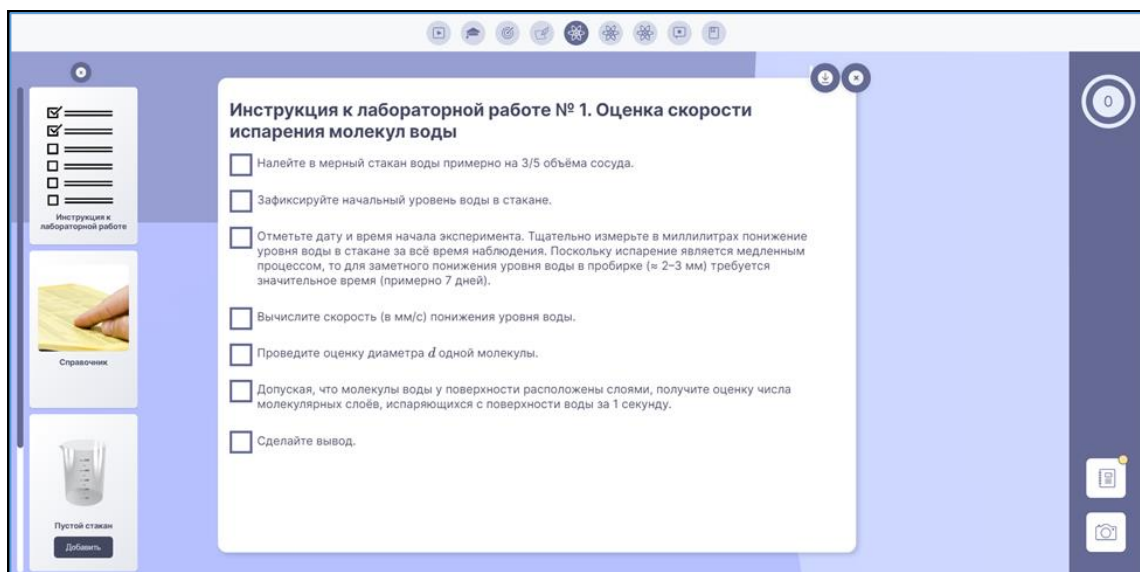 Инструкция к лабораторной работе № 1. Оценка скорости
испарения молекул воды
Налейте в мерный стакан воды примерно на 3/5 объёма сосуда.
Зафиксируйте начальный уровень воды в стакане.
Отметьте дату и время начала эксперимента. Тщательно измерьте в миллилитрах понижение
уровня воды в стакане за всё время наблюдения. Поскольку испарение является медленным
процессом, то для заметного понижения уровня воды в пробирке (≈ 2–3 мм) требуется
значительное время (примерно 7 дней).
Вычислите скорость (в мм/с) понижения уровня воды.
Проведите оценку диаметра d одной молекулы.
Допуская, что молекулы воды у поверхности расположены слоями, получите оценку числа
молекулярных слоёв, испаряющихся с поверхности воды за 1 секунду.
Сделайте вывод.
Инструкция к
лабораторной работе
Справочник
Пустой стакан
Добавить
0